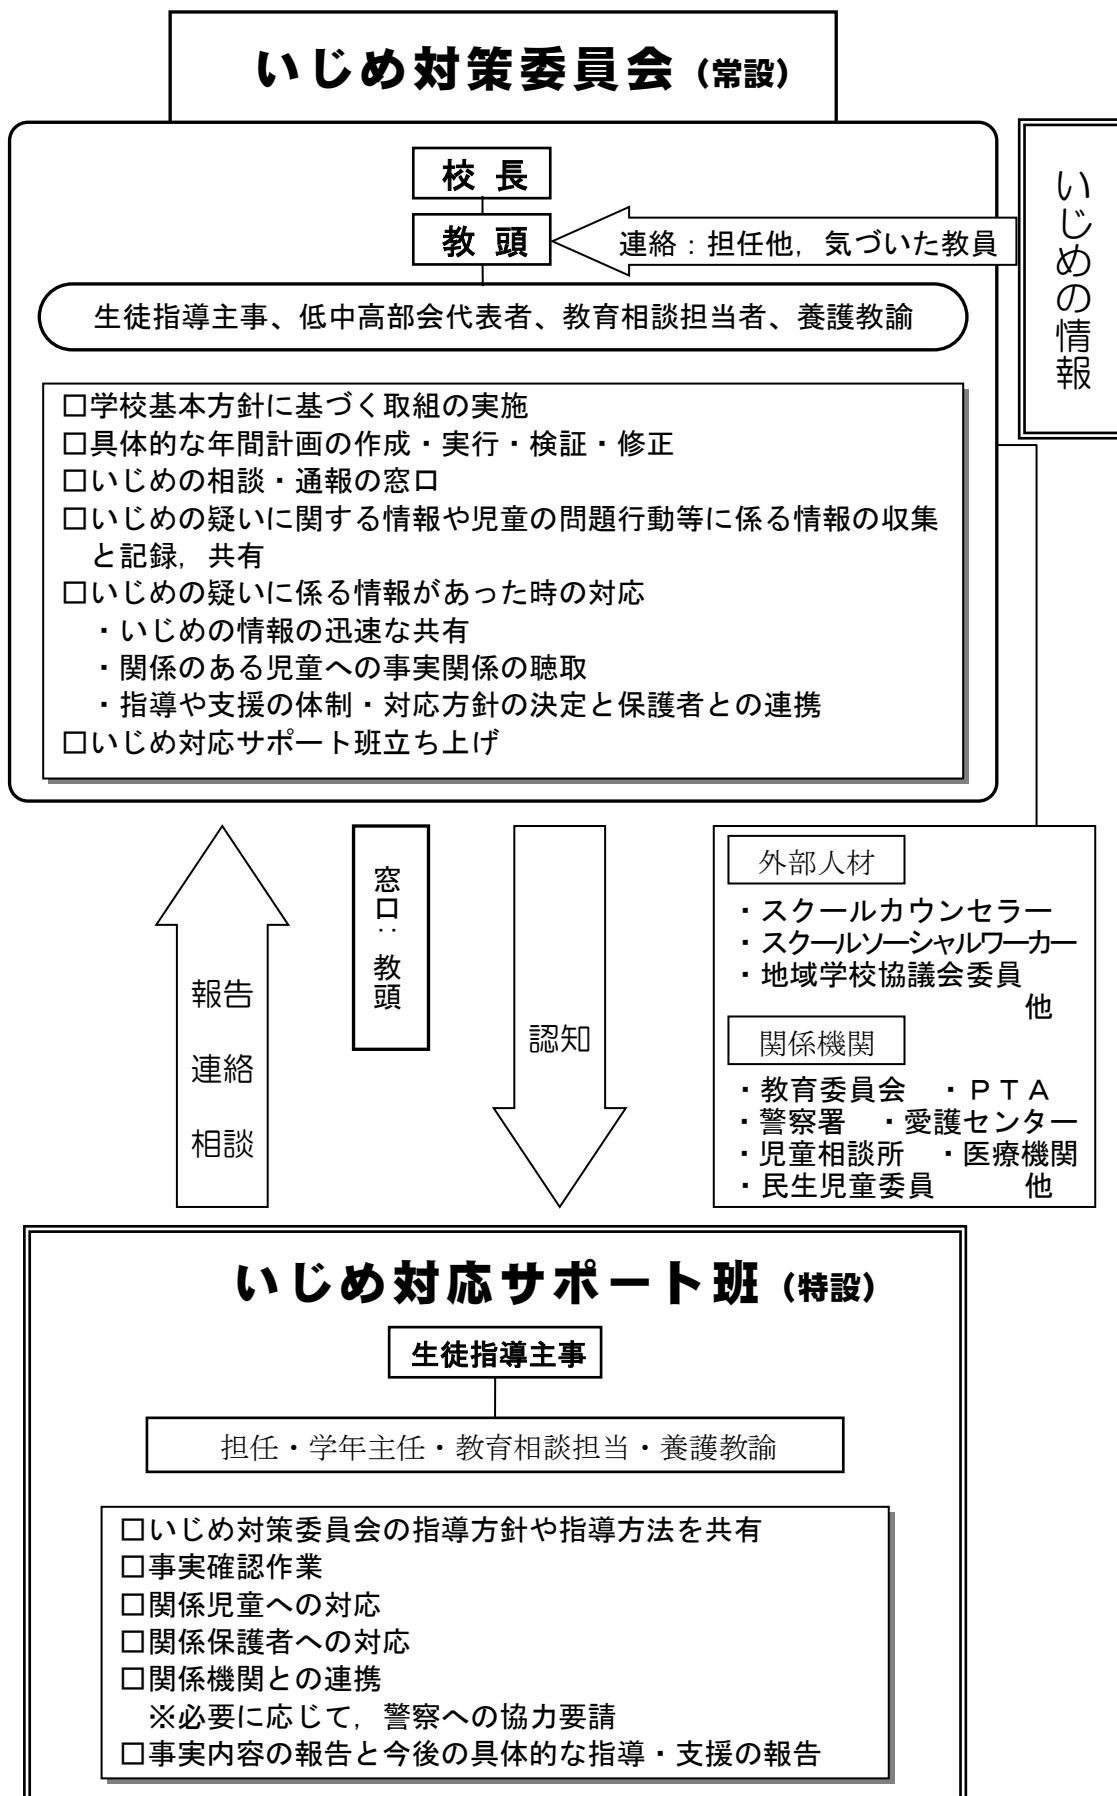 いじめ対策委員会（常設）
校 長
教 頭
連絡：担任他，気づいた教員
いじめの情報
生徒指導主事、低中高部会代表者、教育相談担当者、養護教諭
□学校基本方針に基づく取組の実施
□具体的な年間計画の作成・実行・検証・修正
□いじめの相談・通報の窓口
□いじめの疑いに関する情報や児童の問題行動等に係る情報の収集
と記録，共有
□いじめの疑いに係る情報があった時の対応
・いじめの情報の迅速な共有
・関係のある児童への事実関係の聴取
・指導や支援の体制・対応方針の決定と保護者との連携
□いじめ対応サポート班立ち上げ
報告
連絡
相談
窓口：教頭
認知
外部人材
・スクールカウンセラー
・スクールソーシャルワーカー
・地域学校協議会委員
他
関係機関
・教育委員会　・ＰＴＡ
・警察署　・愛護センター
・児童相談所　・医療機関
・民生児童委員　　　他
いじめ対応サポート班（特設）
生徒指導主事
担任・学年主任・教育相談担当・養護教諭
□いじめ対策委員会の指導方針や指導方法を共有
□事実確認作業
□関係児童への対応
□関係保護者への対応
□関係機関との連携
※必要に応じて，警察への協力要請
□事実内容の報告と今後の具体的な指導・支援の報告